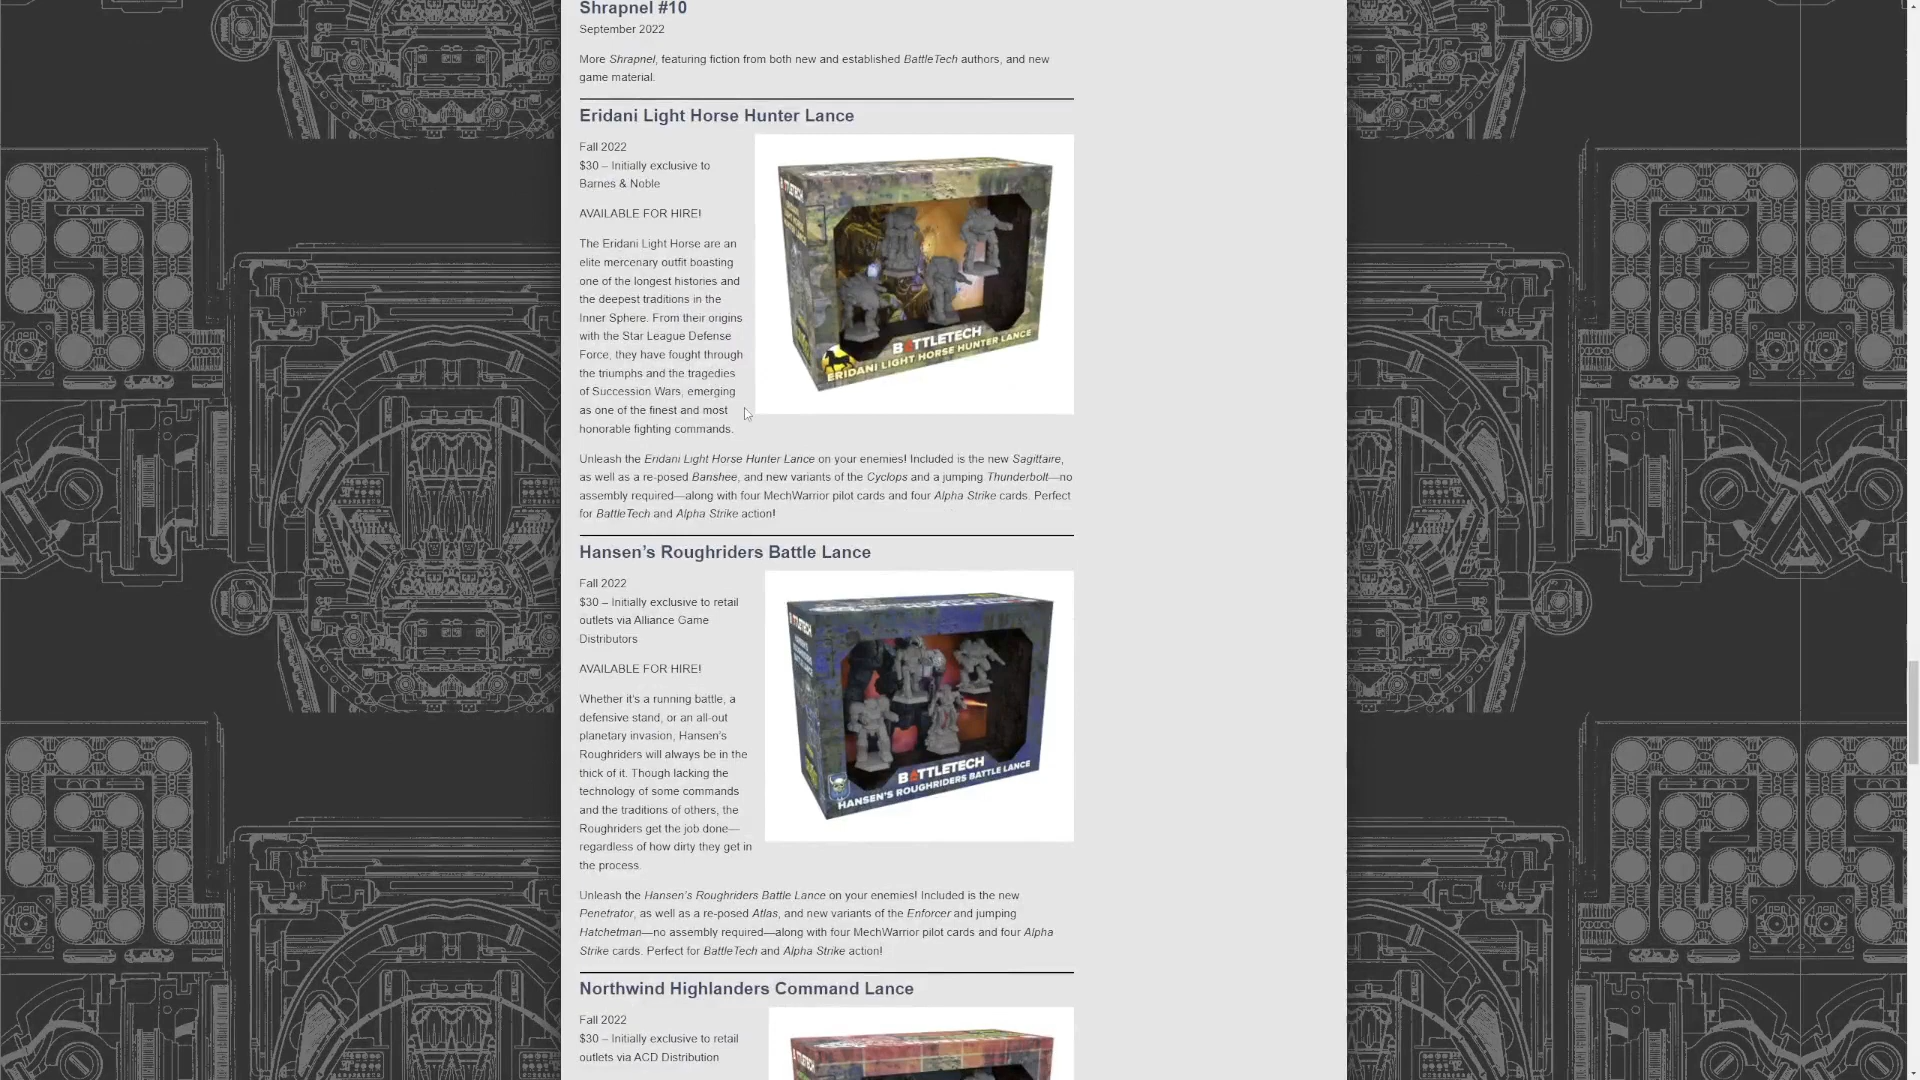 Shrapnel #10
September 2022
More Shrapnel, featuring fiction from both new and established BattleTech authors, and new
game material.
Eridani Light Horse Hunter Lance
Fall 2022
$30 – Initially exclusive to
Barnes & Noble
AVAILABLE FOR HIRE!
The Eridani Light Horse are an
elite mercenary outfit boasting
one of the longest histories and
the deepest traditions in the
Inner Sphere. From their origins
with the Star League Defense
Force, they have fought through
the triumphs and the tragedies
of Succession Wars, emerging
as one of the finest and most
honorable fighting commands.
BATTLETECH
BATTLETECH
ERIDANI LIGHT HORSE HUNTER LANCE
Unleash the Eridani Light Horse Hunter Lance on your enemies! Included is the new Sagittaire,
as well as a re-posed Banshee, and new variants of the Cyclops and a jumping Thunderbolt—no
assembly required—along with four MechWarrior pilot cards and four Alpha Strike cards. Perfect
for BattleTech and Alpha Strike action!
Hansen’s Roughriders Battle Lance
Fall 2022
$30 – Initially exclusive to retail
outlets via Alliance Game
Distributors
AVAILABLE FOR HIRE!
Whether it’s a running battle, a
defensive stand, or an all-out
planetary invasion, Hansen’s
Roughriders will always be in the
thick of it. Though lacking the
technology of some commands
and the traditions of others, the
Roughriders get the job done—
regardless of how dirty they get in
the process.
BATTLETECH
BATTLETECH
HANSEN'S ROUGHRIDERS BATTLE LANCE
Unleash the Hansen’s Roughriders Battle Lance on your enemies! Included is the new
Penetrator, as well as a re-posed Atlas, and new variants of the Enforcer and jumping
Hatchetman—no assembly required—along with four MechWarrior pilot cards and four Alpha
Strike cards. Perfect for BattleTech and Alpha Strike action!
Northwind Highlanders Command Lance
Fall 2022
$30 – Initially exclusive to retail
outlets via ACD Distribution
BATTLETECH